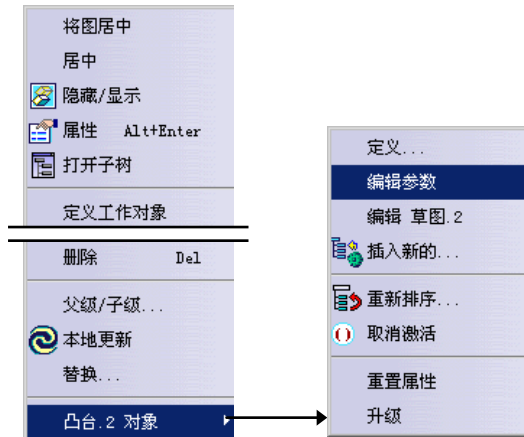 将图居中
居中
隐藏/显示
属性 Alt+Enter
打开子树
定义工作对象
删除 Del
父级/子级...
本地更新
替换...
凸台.2 对象
定义...
编辑参数
编辑 草图.2
插入新的...
重新排序...
取消激活
重置属性
升级